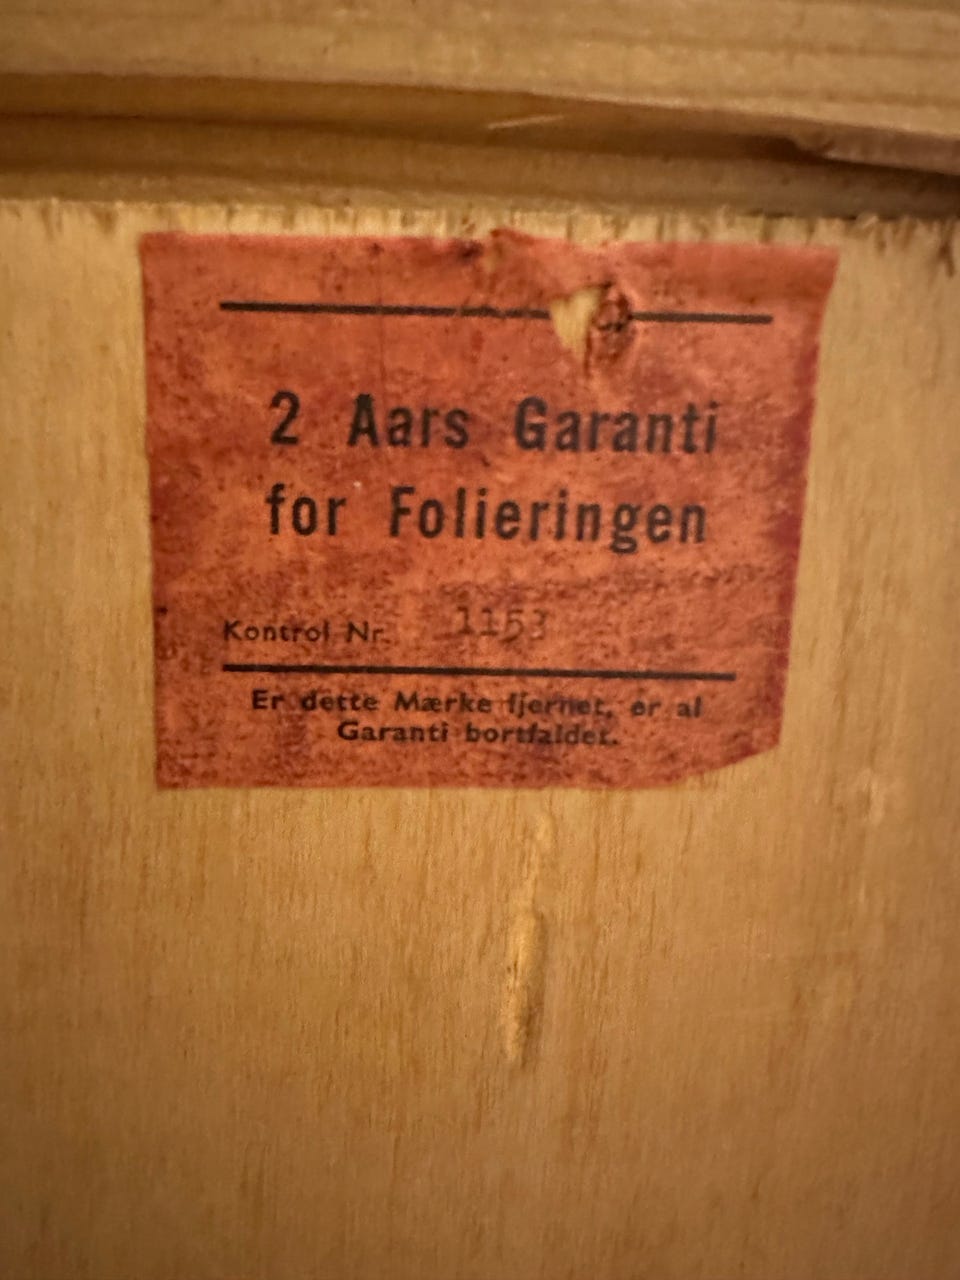 2 Aars Garanti
for Folieringen
Kontrol Nr. 1153
Er dette Mærke fjernet, er al
Garanti bortfaldet.